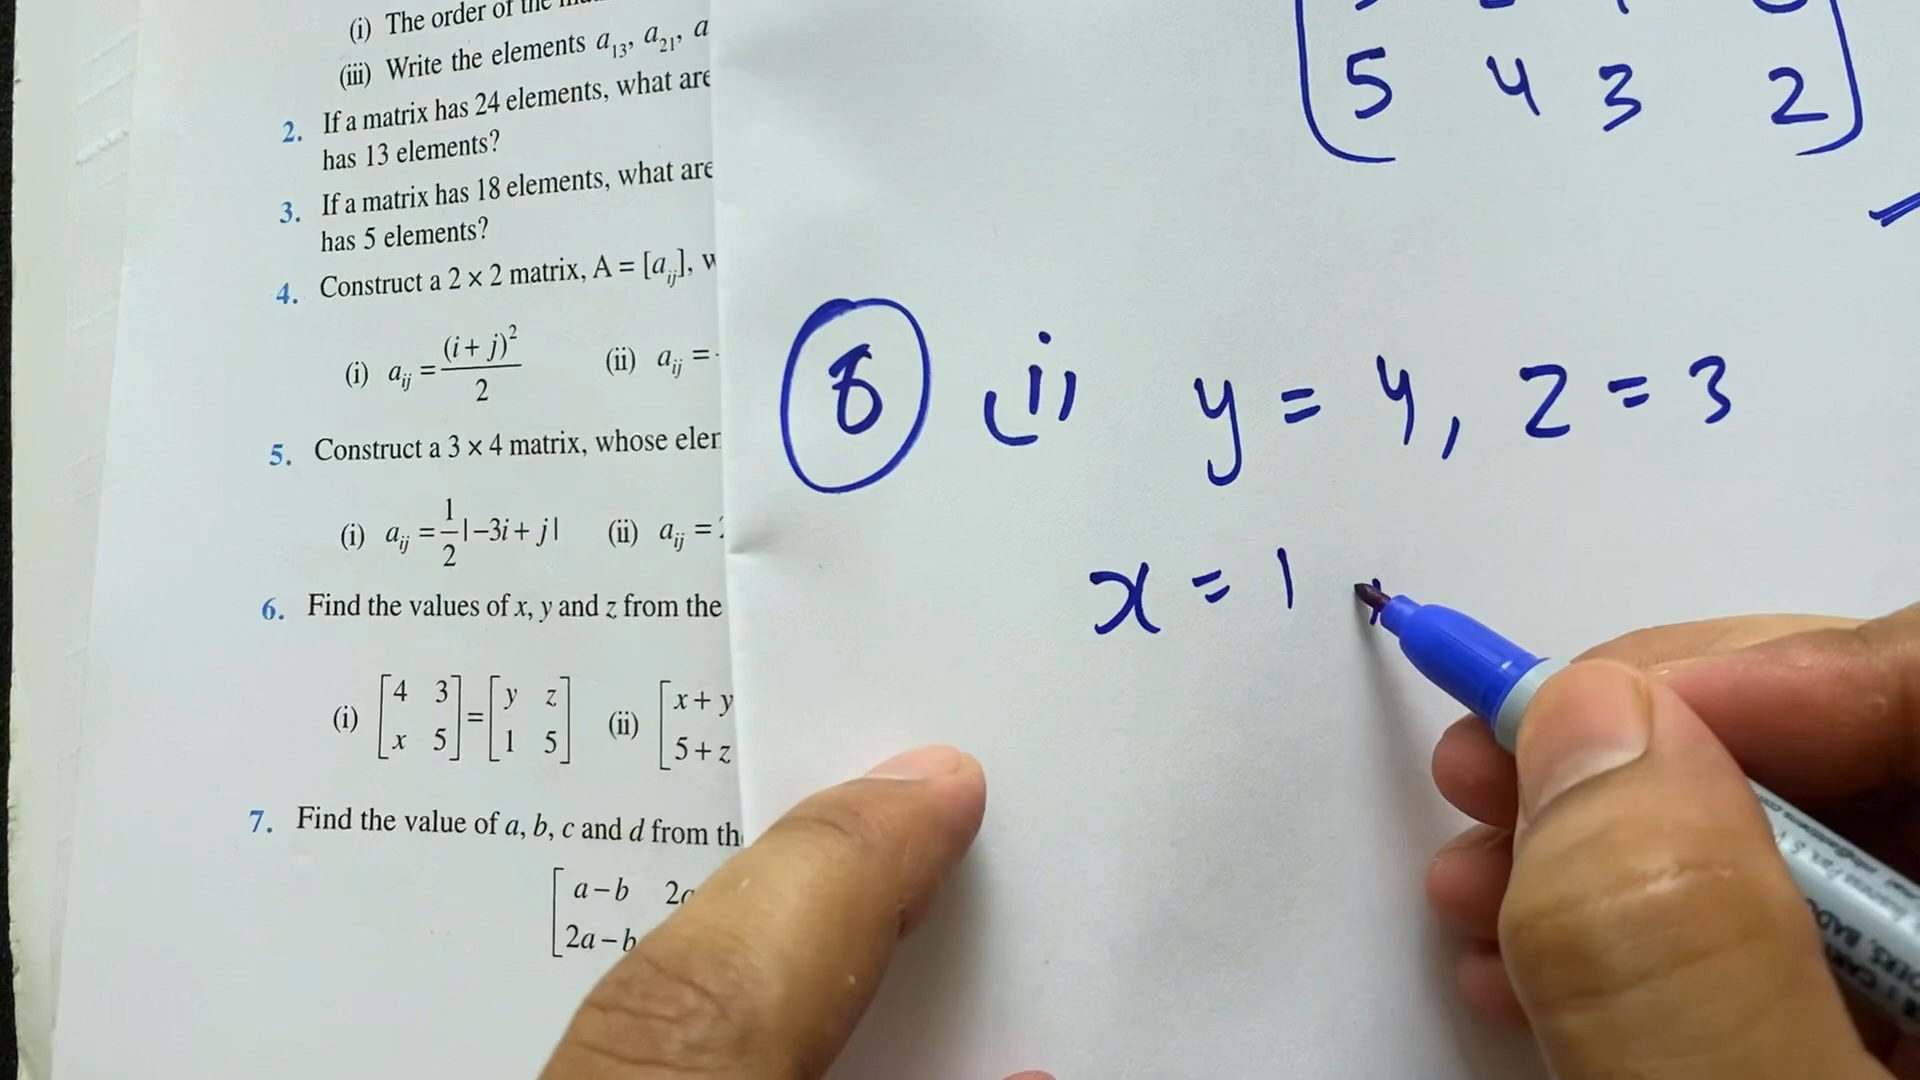 (i) The order of the
(iii) Write the elements a₁₃, a₂₁, a
2. If a matrix has 24 elements, what are
has 13 elements?
3. If a matrix has 18 elements, what are
has 5 elements?
4. Construct a 2 × 2 matrix, A = [aᵢⱼ], w
(i) aᵢⱼ = (i + j)² / 2 (ii) aᵢⱼ =
5. Construct a 3 × 4 matrix, whose eler
(i) aᵢⱼ = 1/2 |−3i + j| (ii) aᵢⱼ =
6. Find the values of x, y and z from the
(i) [4 3] = [y z] (ii) [x + y
[x 5] [1 5] [5 + z
7. Find the value of a, b, c and d from th
[a − b
2a − b
5 4 3 2
(i) y = 4, z = 3
x = 1